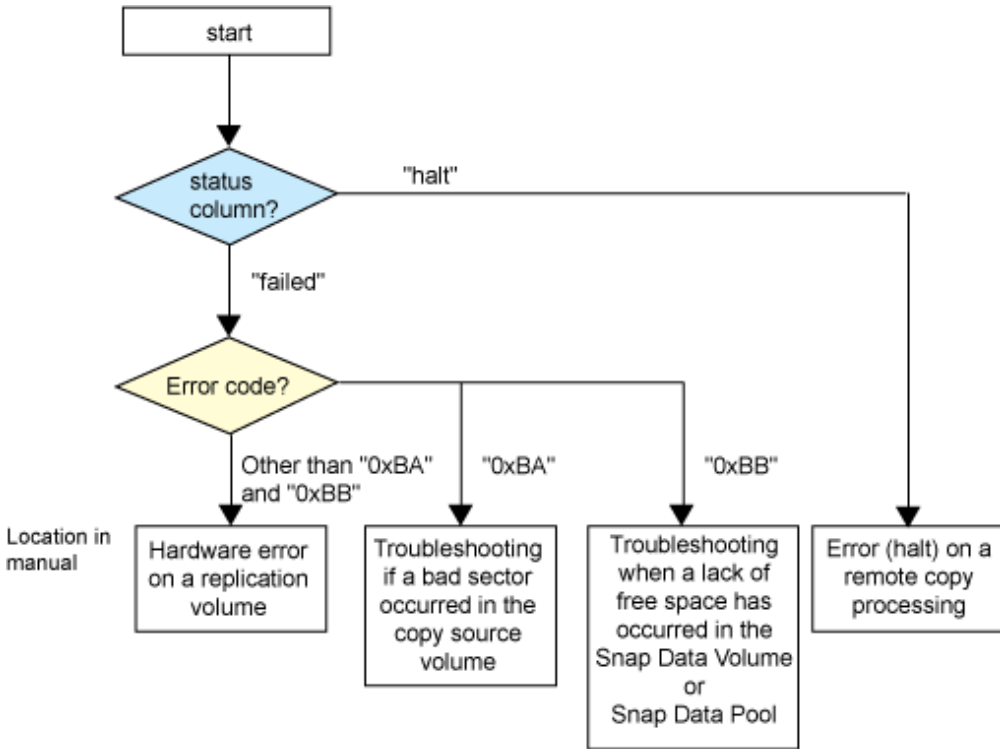 start
status
column?
"halt"
"failed"
Error code?
Other than "0xBA"
and "0xBB"
"0xBA"
"0xBB"
Location in
manual
Hardware error
on a replication
volume
Troubleshooting
if a bad sector
occurred in the
copy source
volume
Troubleshooting
when a lack of
free space has
occurred in the
Snap Data Volume
or
Snap Data Pool
Error (halt) on a
remote copy
processing